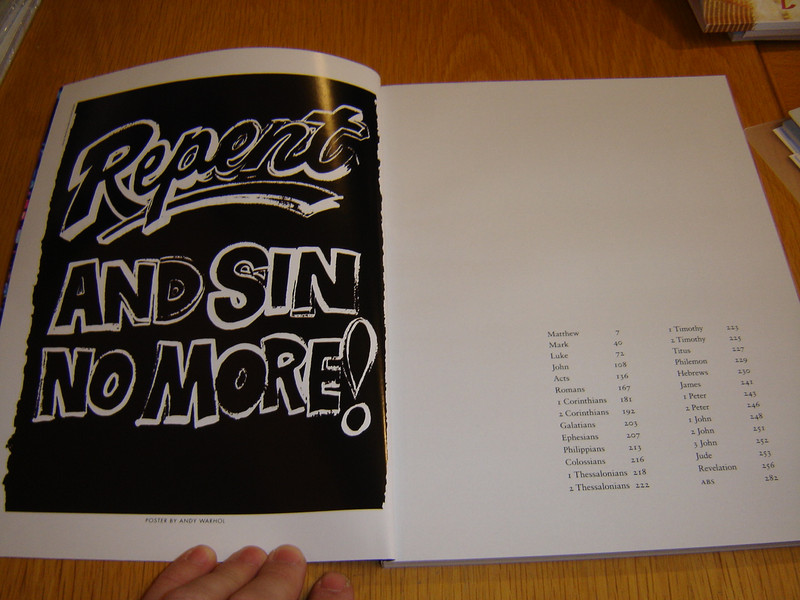 Repent
AND SIN
NO MORE!
POSTER BY ANDY WARHOL
Matthew 7
Mark 40
Luke 72
John 108
Acts 136
Romans 167
1 Corinthians 181
2 Corinthians 192
Galatians 203
Ephesians 207
Philippians 213
Colossians 216
1 Thessalonians 218
2 Thessalonians 222
1 Timothy 223
2 Timothy 225
Titus 227
Philemon 229
Hebrews 230
James 241
1 Peter 243
2 Peter 246
1 John 248
2 John 251
3 John 252
Jude 253
Revelation 256
ABS 282